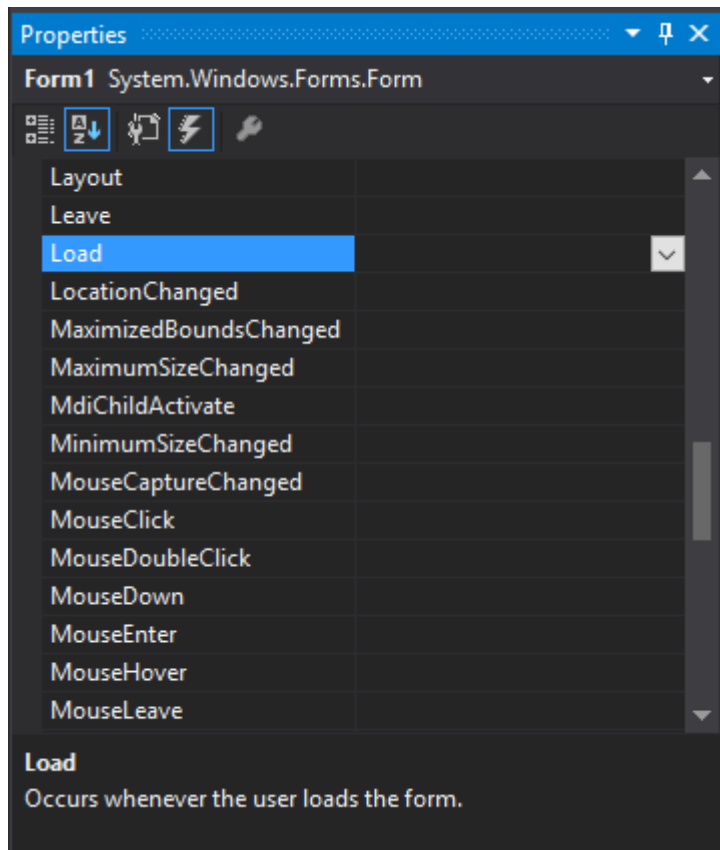 Properties
Form1 System.Windows.Forms.Form
Layout
Leave
Load
LocationChanged
MaximizedBoundsChanged
MaximumSizeChanged
MdiChildActivate
MinimumSizeChanged
MouseCaptureChanged
MouseClick
MouseDoubleClick
MouseDown
MouseEnter
MouseHover
MouseLeave
Load
Occurs whenever the user loads the form.